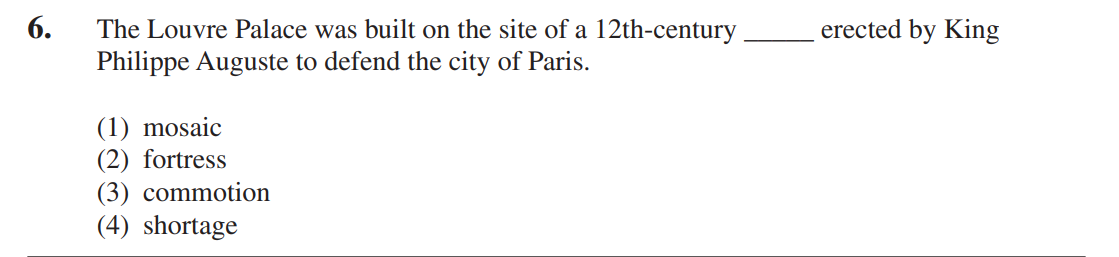 6. The Louvre Palace was built on the site of a 12th-century _____ erected by King
Philippe Auguste to defend the city of Paris.
(1) mosaic
(2) fortress
(3) commotion
(4) shortage